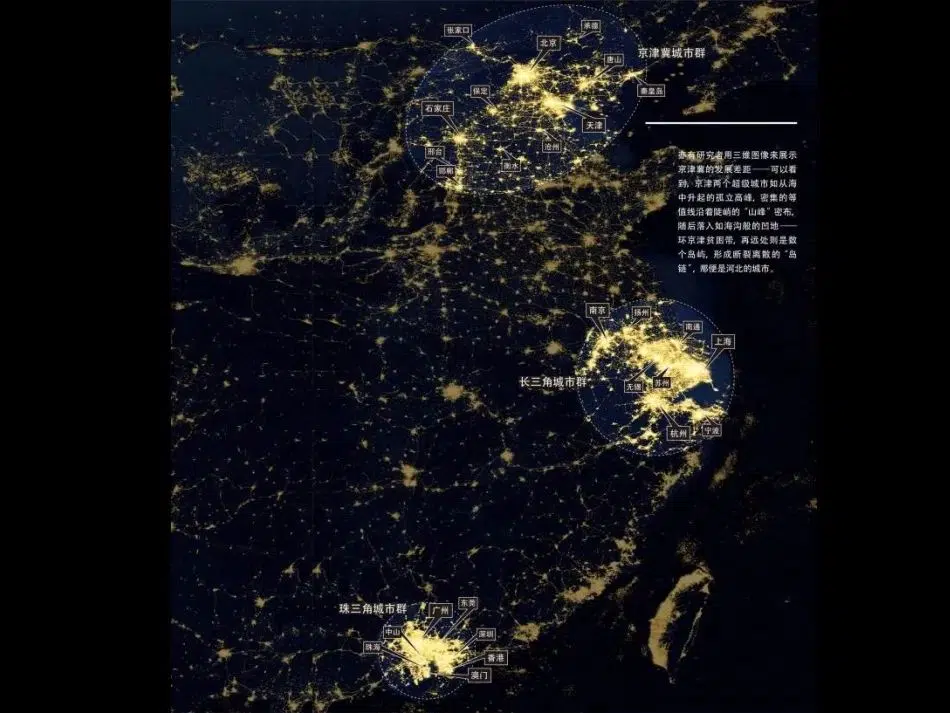 张家口
承德
北京
京津冀城市群
唐山
保定
秦皇岛
石家庄
天津
沧州
邢台
衡水
邯郸
亦有研究者用三维图像来展示
京津冀的发展差距——可以看
到，京津两个超级城市如从海
中升起的孤立高峰，密集的等
值线沿着陡峭的“山峰”密布，
随后落入如海沟般的凹地——
环京津贫困带，再远处则是数
个岛屿，形成断裂离散的“岛
链”，那便是河北的城市。
南京
扬州
南通
上海
长三角城市群
无锡
苏州
杭州
宁波
珠三角城市群
广州
东莞
中山
深圳
珠海
香港
澳门